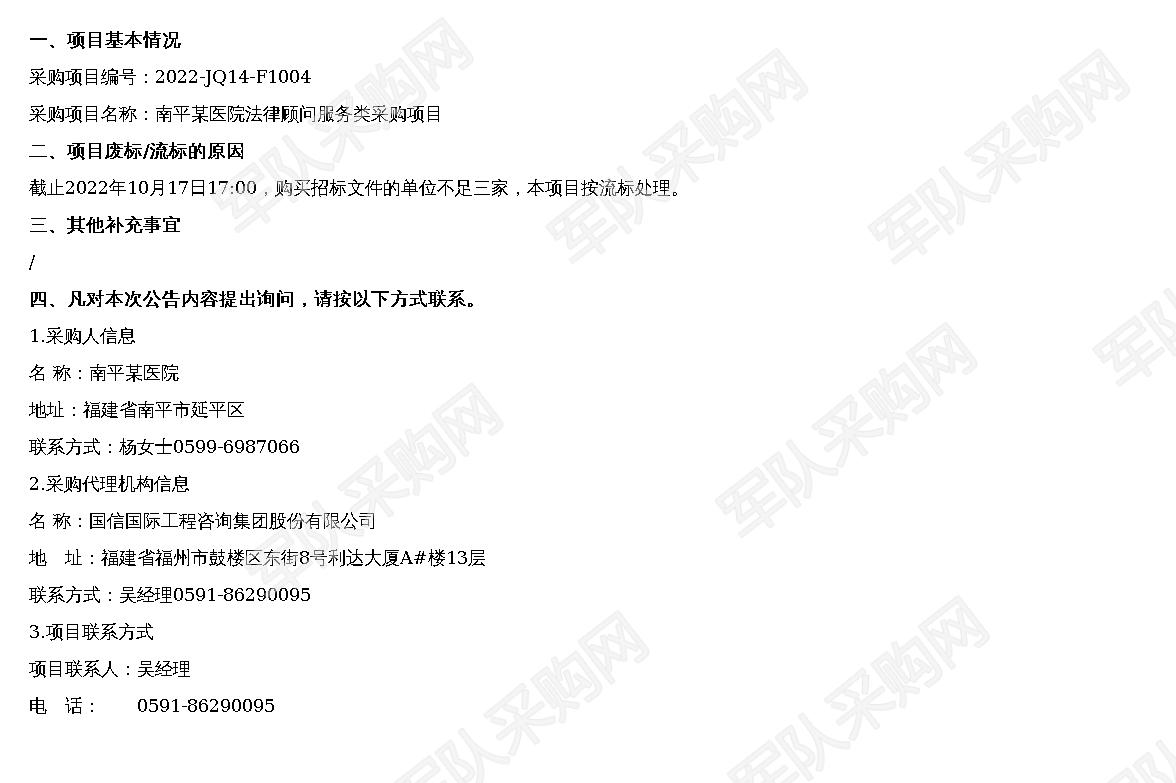 一、项目基本情况
采购项目编号：2022-JQ14-F1004
采购项目名称：南平某医院法律顾问服务类采购项目
二、项目废标/流标的原因
截止2022年10月17日17:00，购买招标文件的单位不足三家，本项目按流标处理。
三、其他补充事宜
/
四、凡对本次公告内容提出询问，请按以下方式联系。
1.采购人信息
名 称：南平某医院
地址：福建省南平市延平区
联系方式：杨女士0599-6987066
2.采购代理机构信息
名 称：国信国际工程咨询集团股份有限公司
地　址：福建省福州市鼓楼区东街8号利达大厦A#楼13层
联系方式：吴经理0591-86290095
3.项目联系方式
项目联系人：吴经理
电　话：　　0591-86290095
军队采购网
军队采购网
军队采购网
军队
军队采购网
军队采购网
军队采购网
军队采购网
军队